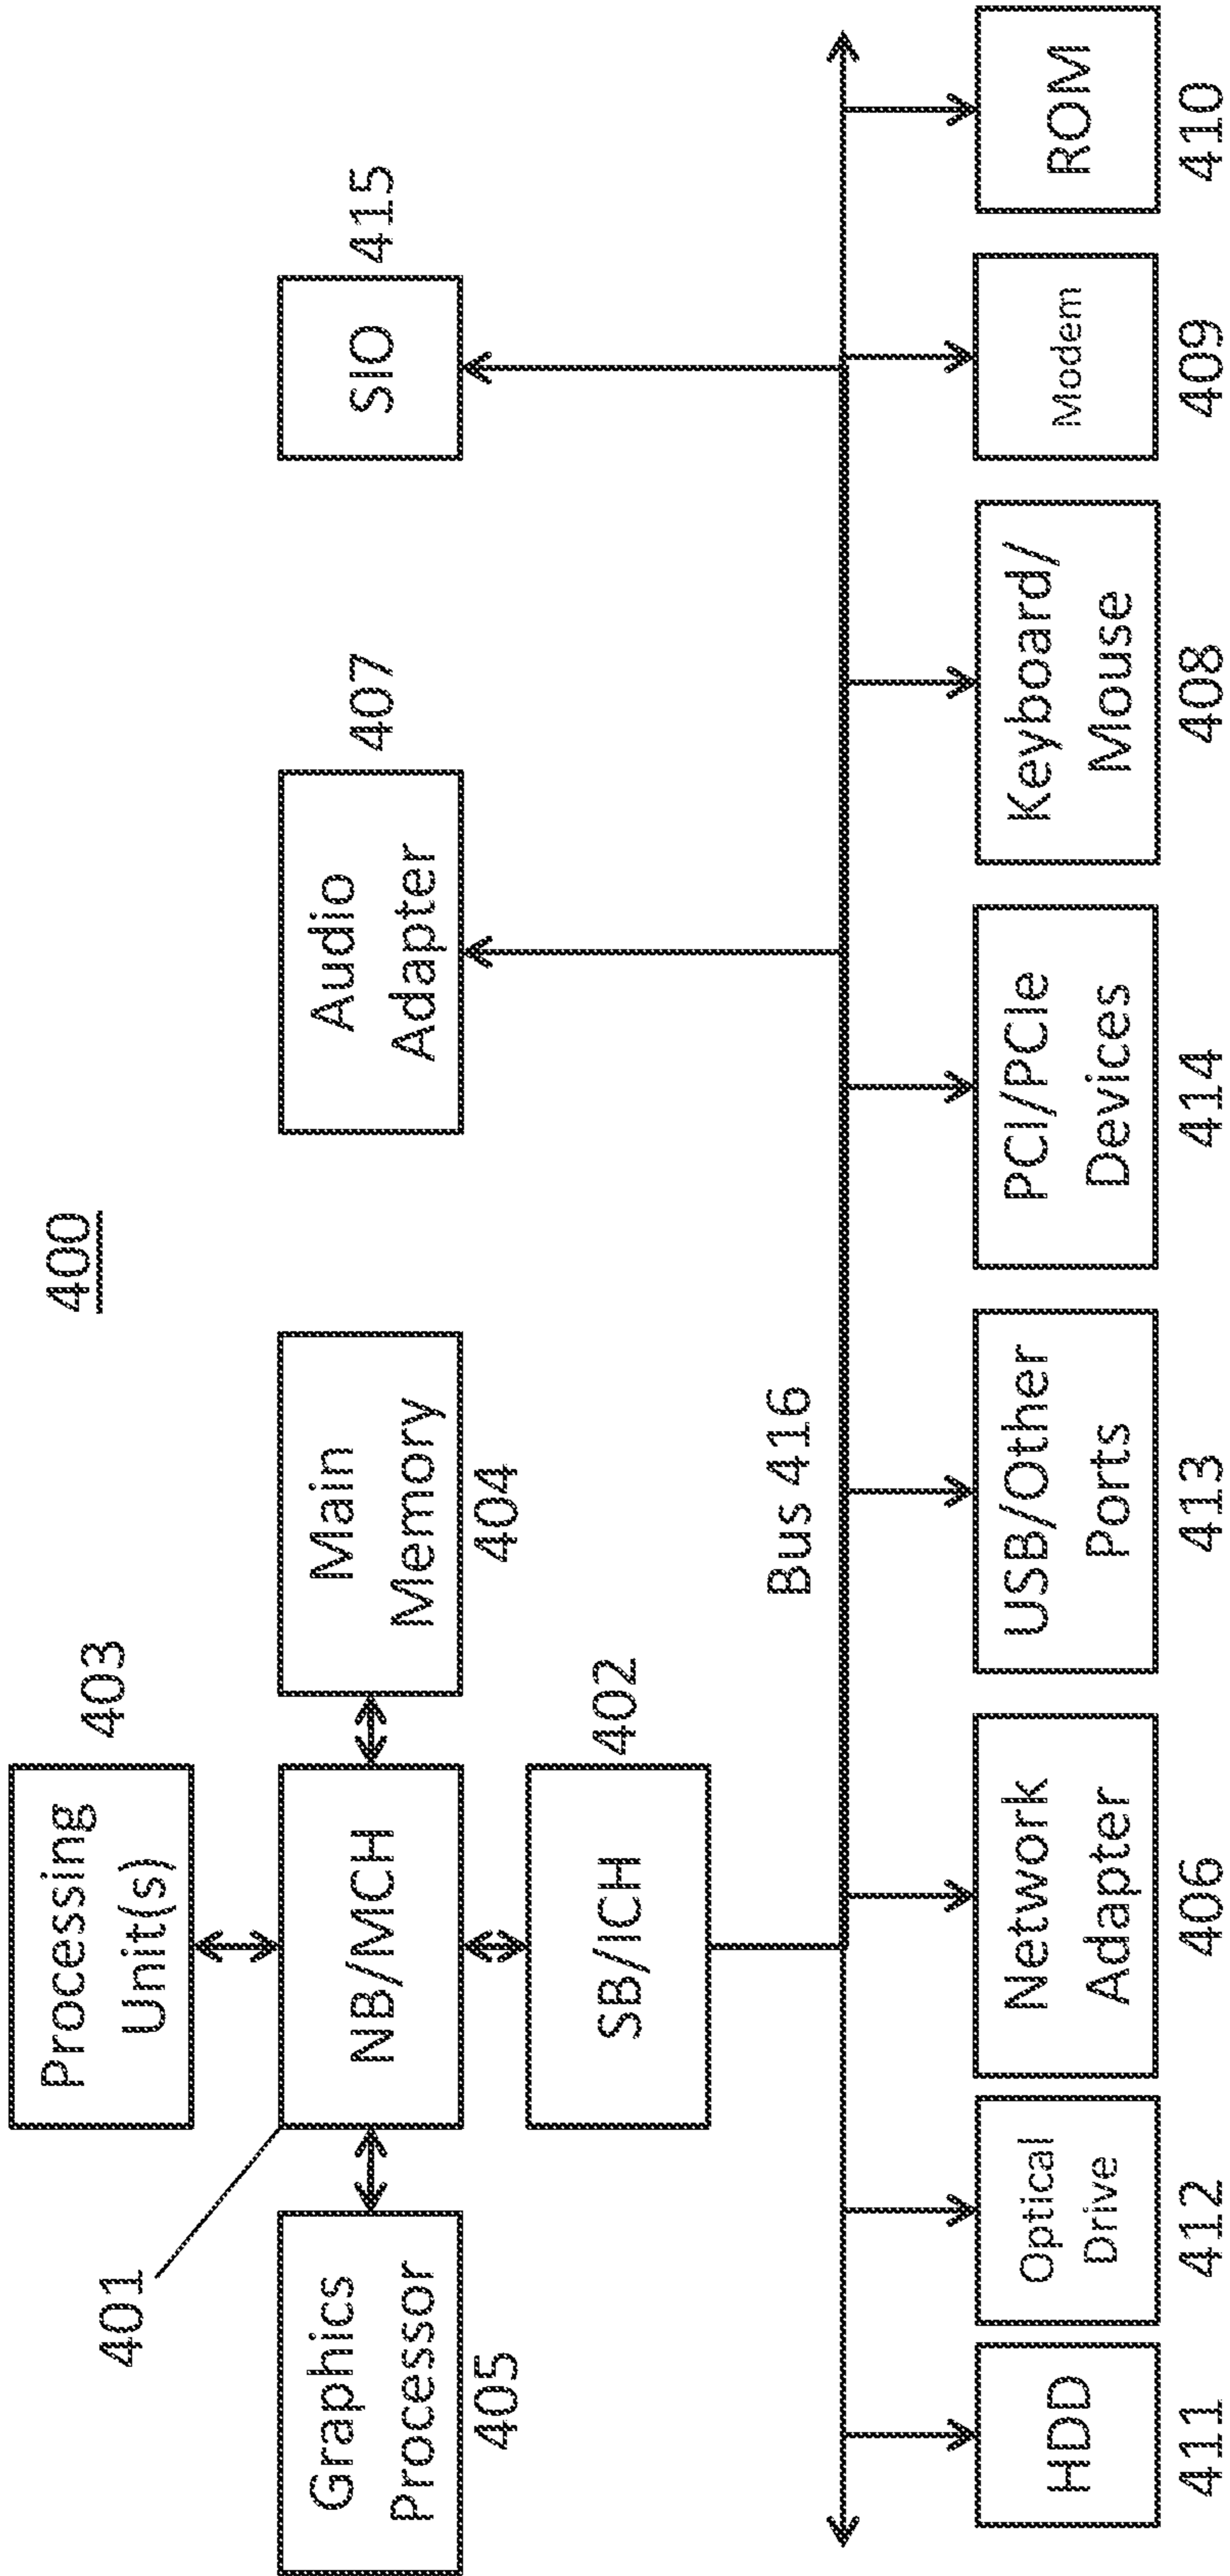 400
Processing
Unit(s)
403
401
Graphics
Processor
405
NB/MCH
Main
Memory
404
Audio
Adapter
407
SIO
415
SB/ICH
402
Bus 416
HDD
411
Optical
Drive
412
Network
Adapter
406
USB/Other
Ports
413
PCI/PCIe
Devices
414
Keyboard/
Mouse
408
Modem
409
ROM
410